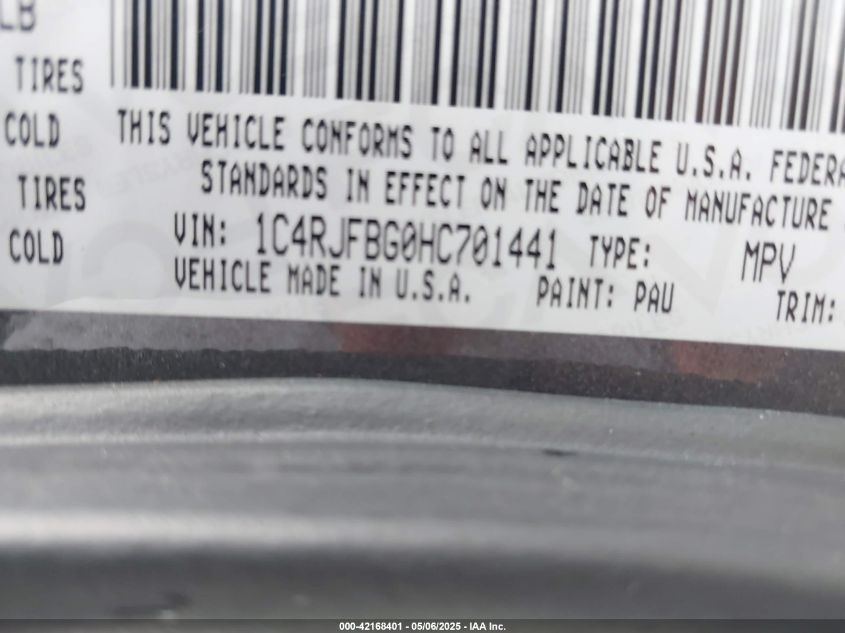 LB
TIRES
COLD
TIRES
COLD
THIS VEHICLE CONFORMS TO ALL APPLICABLE U.S.A. FEDERA
STANDARDS IN EFFECT ON THE DATE OF MANUFACTURE
VIN: 1C4RJFBG0HC701441 TYPE: MPV
VEHICLE MADE IN U.S.A. PAINT: PAU TRIM:
000-42168401 - 05/06/2025 - IAA Inc.